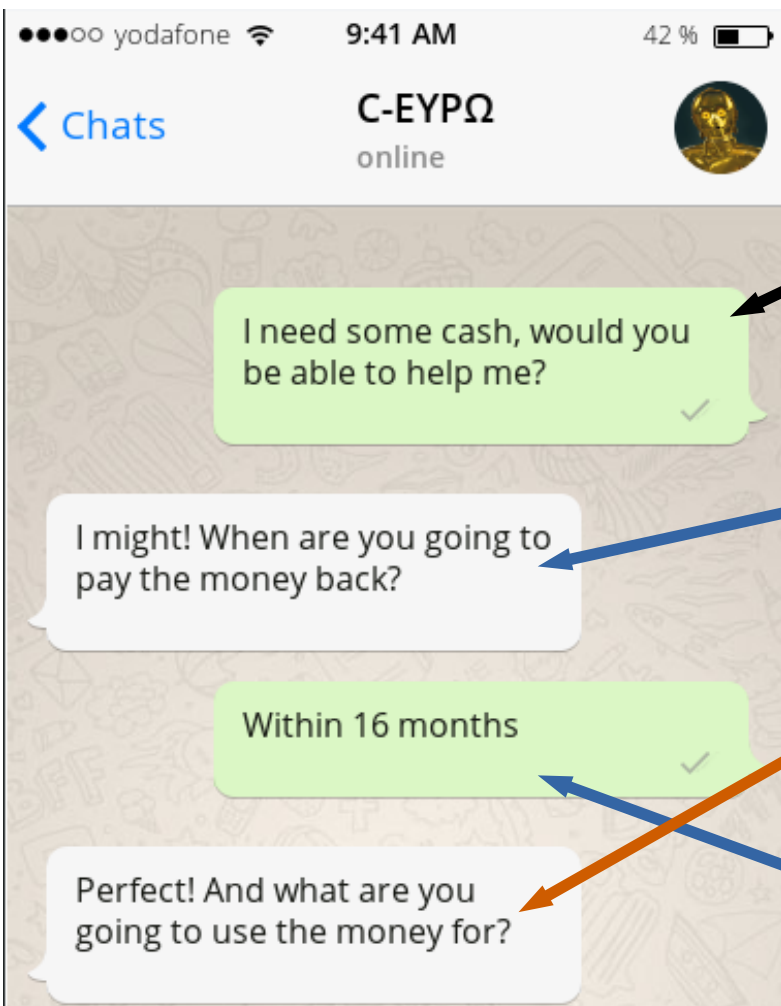 yodafone 9:41 AM 42 %
Chats C-ΕΥΡΩ
online
I need some cash, would you
be able to help me?
I might! When are you going to
pay the money back?
Within 16 months
Perfect! And what are you
going to use the money for?